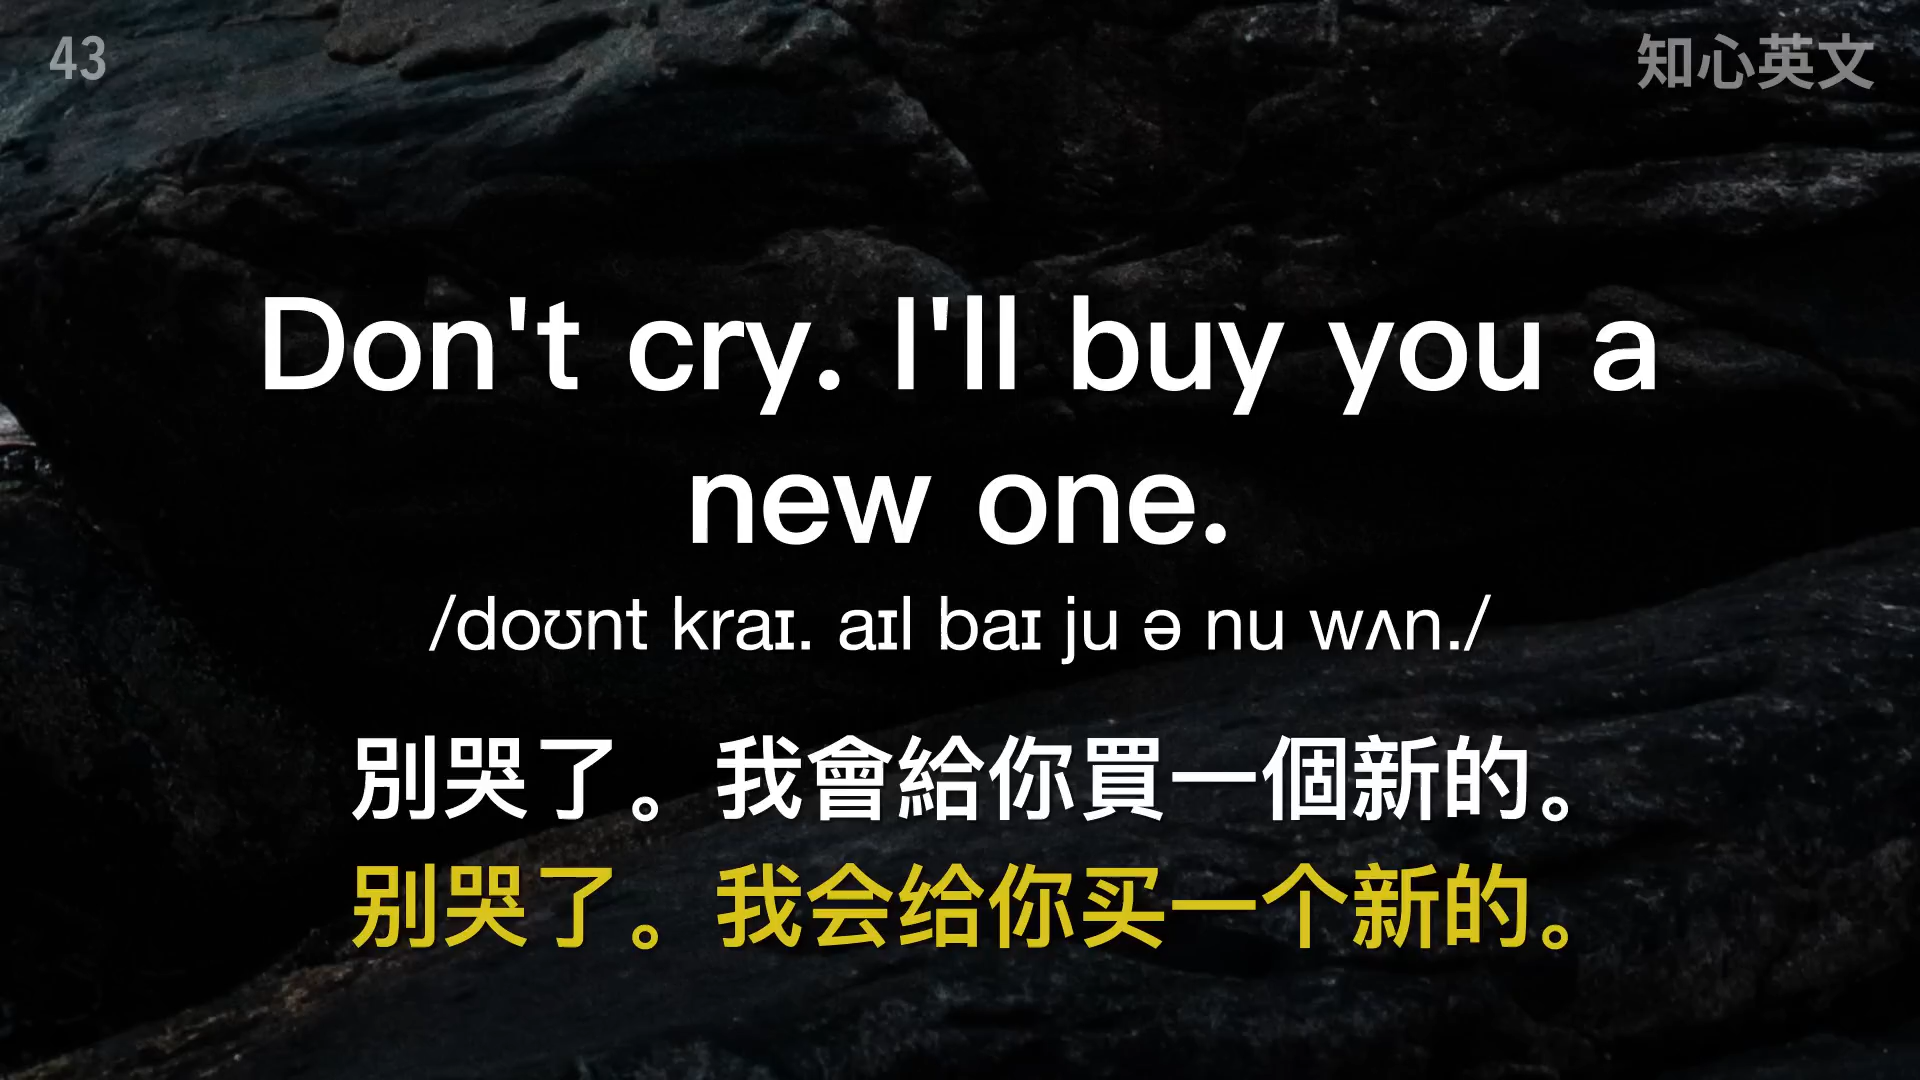 43
知心英文
Don't cry. I'll buy you a
new one.
/doʊnt kraɪ. aɪl baɪ ju ə nu wʌn./
別哭了。我會給你買一個新的。
别哭了。我会给你买一个新的。